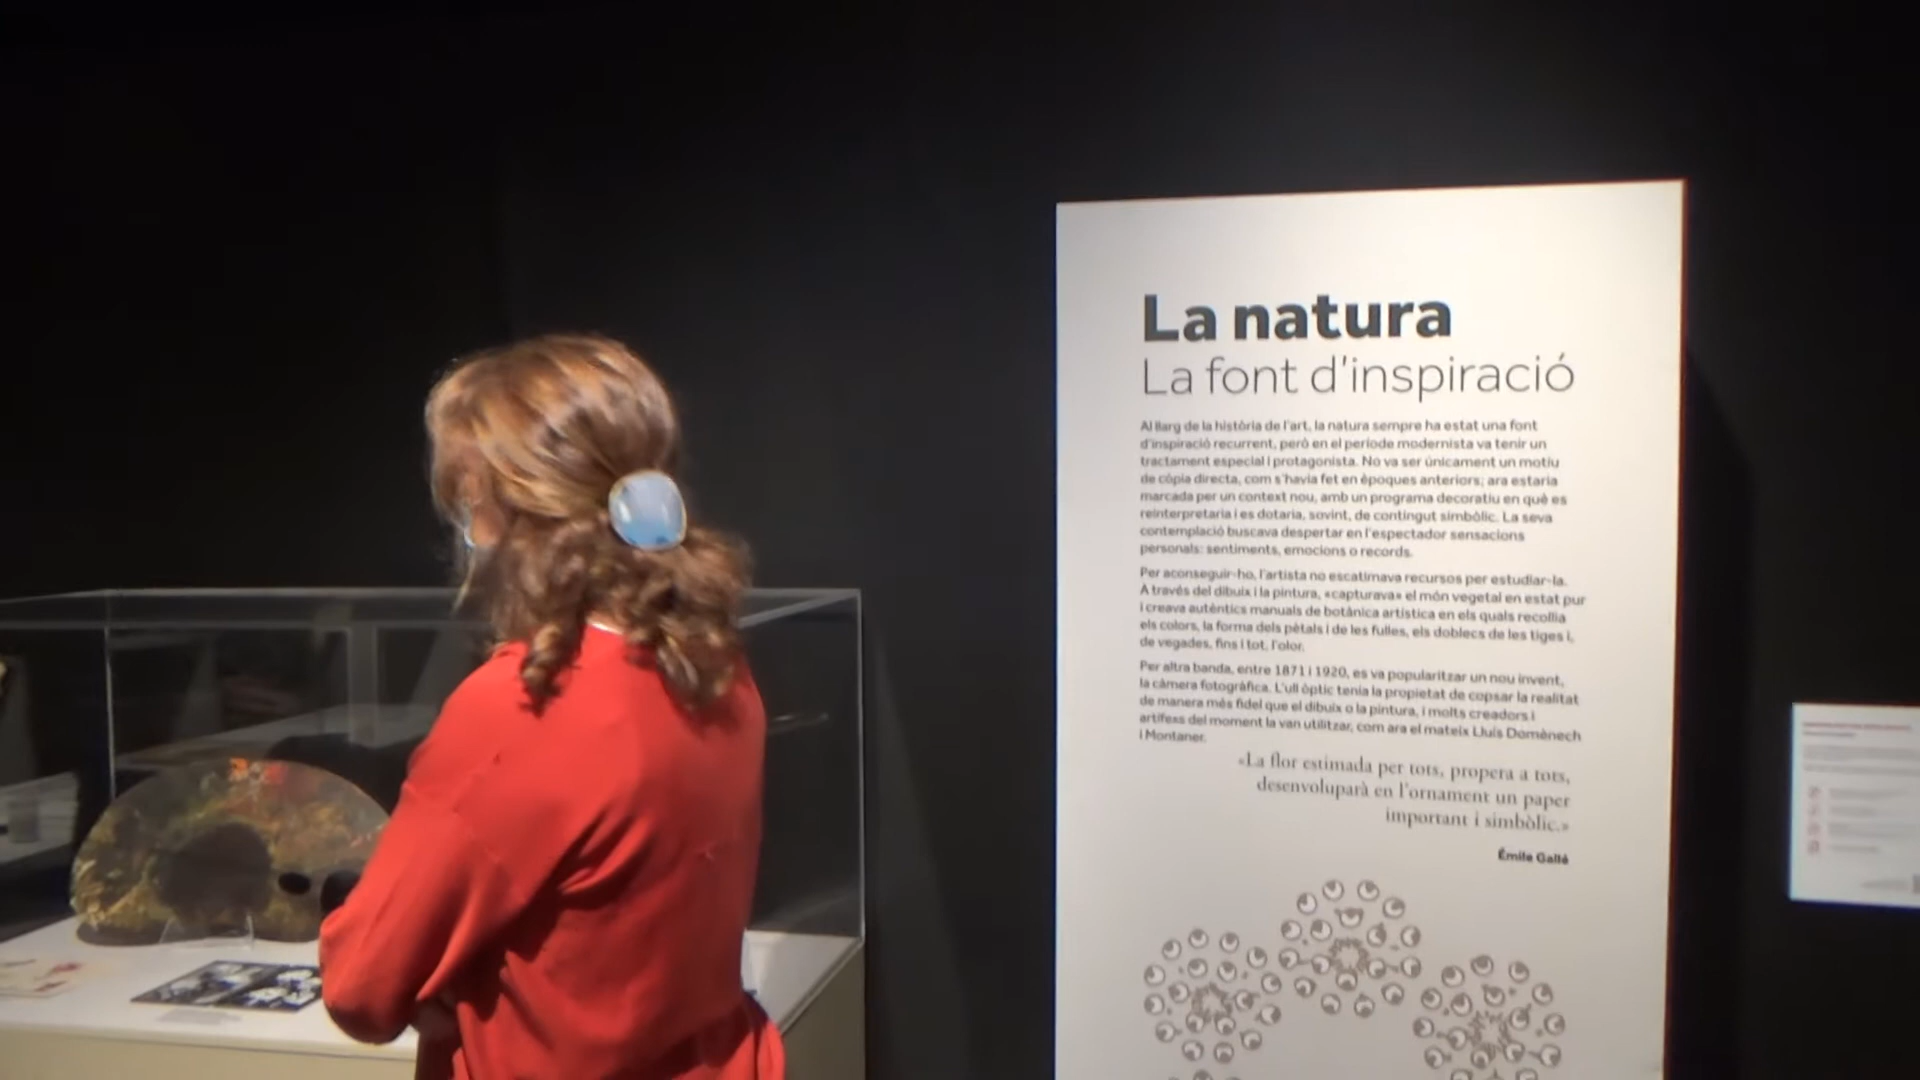 La natura
La font d'inspiració
Al llarg de la història de l'art, la natura sempre ha estat una font
d'inspiració recurrent, però en el període modernista va tenir un
tractament especial i protagonista. No va ser únicament un motiu
de còpia directa, com s'havia fet en èpoques anteriors; ara estaria
marcada per un context nou, amb un programa decoratiu en què es
reinterpretaria i es dotaria, sovint, de contingut simbòlic. La seva
contemplació buscava despertar en l'espectador sensacions
personals: sentiments, emocions o records.
Per aconseguir-ho, l'artista no escatimava recursos per estudiar-la.
A través del dibuix i la pintura, «capturava» el món vegetal en estat pur
i creava autèntics manuals de botànica artística en els quals recollia
els colors, la forma dels pètals i de les fulles, els doblecs de les tiges i,
de vegades, fins i tot, l'olor.
Per altra banda, entre 1871 i 1920, es va popularitzar un nou invent,
la càmera fotogràfica. L'ull òptic tenia la propietat de copsar la realitat
de manera més fidel que el dibuix o la pintura, i molts creadors i
artífexs del moment la van utilitzar, com ara el mateix Lluís Domènech
i Montaner.
«La flor estimada per tots, propera a tots,
desenvoluparà en l'ornament un paper
important i simbòlic.»
Émile Gallé